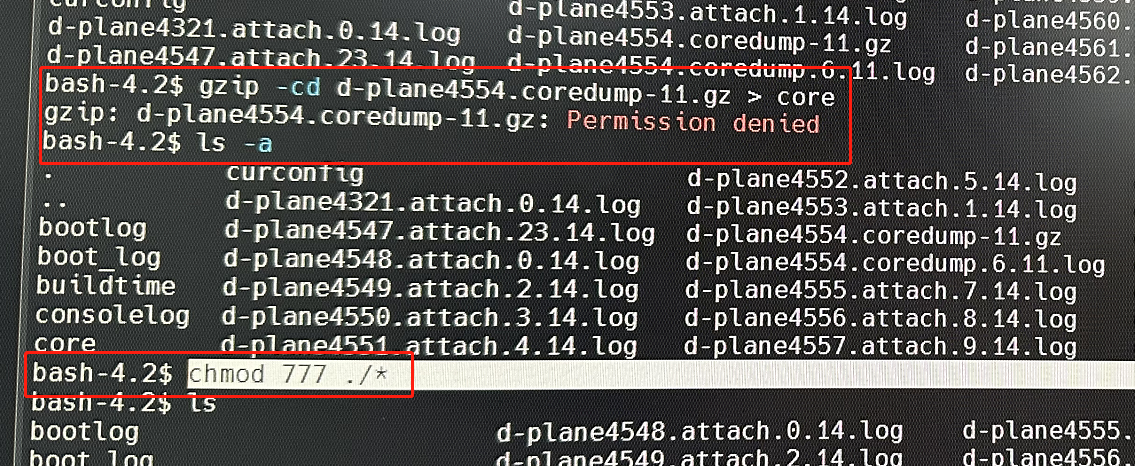 curconfig d-plane4553.attach.1.14.log d-plane4560.
d-plane4321.attach.0.14.log d-plane4554.coredump-11.gz d-plane4561.
d-plane4547.attach.23.14.log d-plane4554.coredump.6.11.log d-plane4562.
bash-4.2$ gzip -cd d-plane4554.coredump-11.gz > core
gzip: d-plane4554.coredump-11.gz: Permission denied
bash-4.2$ ls -a
. curconfig d-plane4552.attach.5.14.log
.. d-plane4321.attach.0.14.log d-plane4553.attach.1.14.log
bootlog d-plane4547.attach.23.14.log d-plane4554.coredump-11.gz
boot_log d-plane4548.attach.0.14.log d-plane4554.coredump.6.11.log
buildtime d-plane4549.attach.2.14.log d-plane4555.attach.7.14.log
consolelog d-plane4550.attach.3.14.log d-plane4556.attach.8.14.log
core d-plane4551.attach.4.14.log d-plane4557.attach.9.14.log
bash-4.2$ chmod 777 ./*
bash-4.2$ ls
bootlog d-plane4548.attach.0.14.log d-plane4555.
boot_log d-plane4549.attach.2.14.log d-plane4556.